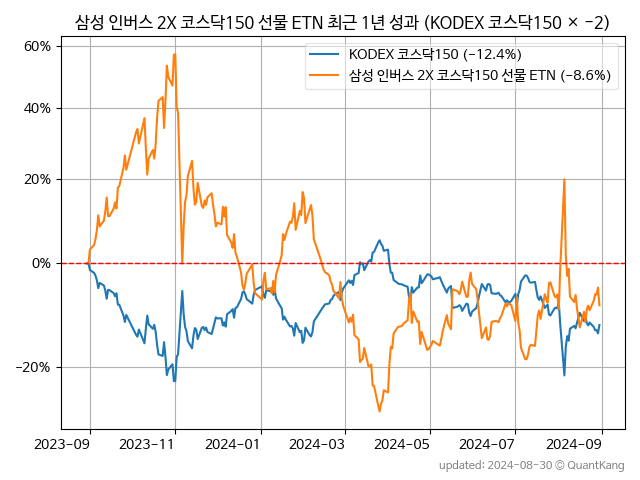 삼성 인버스 2X 코스닥150 선물 ETN 최근 1년 성과 (KODEX 코스닥150 × -2)
KODEX 코스닥150 (-12.4%)
삼성 인버스 2X 코스닥150 선물 ETN (-8.6%)
60%
40%
20%
0%
-20%
2023-09 2023-11 2024-01 2024-03 2024-05 2024-07 2024-09
updated: 2024-08-30 © QuantKang